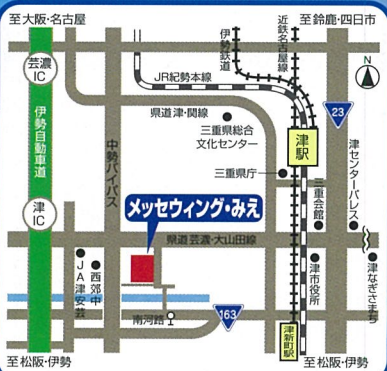 至大阪・名古屋
至鈴鹿・四日市
近鉄名古屋線
伊勢鉄道
芸濃
IC
JR紀勝本線
N
県道津・関線
23
三重県総合
文化センター
津駅
伊勢自動車道
中勢バイパス
三重県庁
三重会館
津センターパレス
津
IC
メッセウィング・みえ
県道芸濃・大山田線
JA津安芸
西郊中
津市役所
津なぎさまち
南河路
163
津新町駅
至松阪・伊勢
至松阪・伊勢